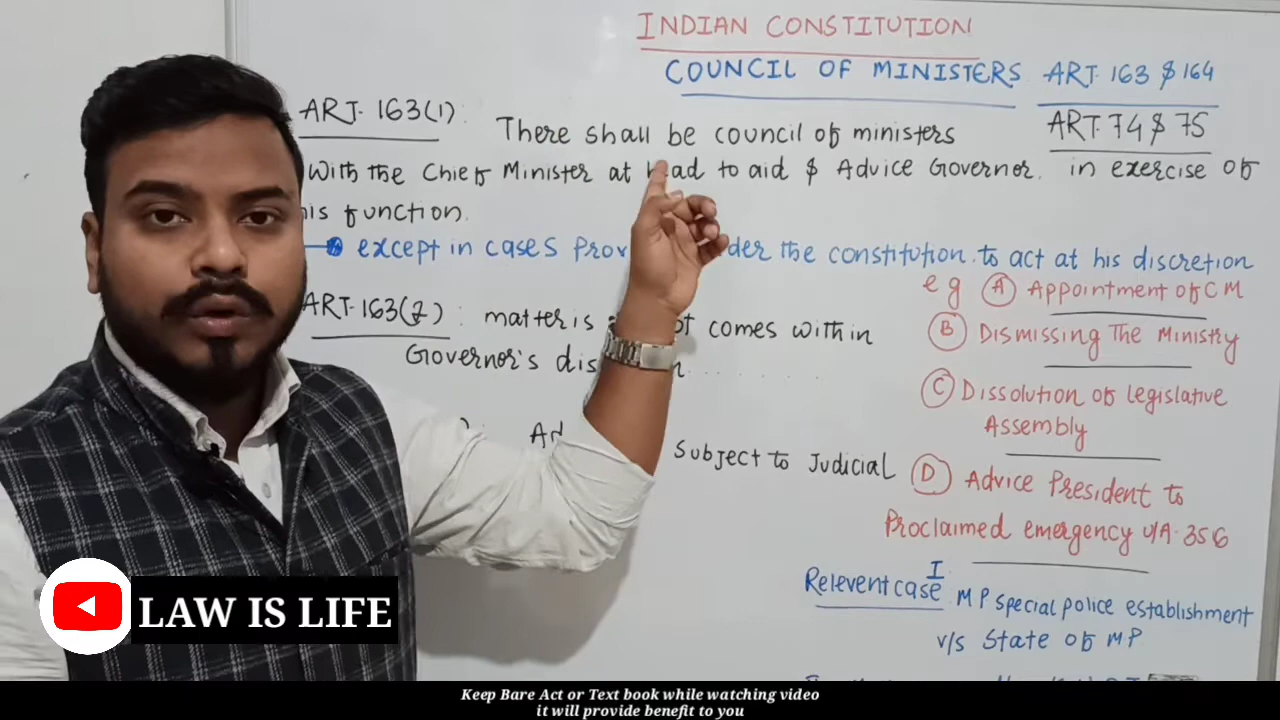 INDIAN CONSTITUTION
COUNCIL OF MINISTERS ART. 163 $ 164
ART. 74 $ 75
ART. 163(1): There shall be council of ministers
With the Chief Minister at head to aid $ Advice Governor. in exercise of
his function.
except in cases Prov der the constitution. to act at his discretion
eg (A) Appointment of CM
(B) Dismissing The Ministry
(C) Dissolution of legislative
Assembly
(D) Advice President to
Proclaimed emergency U/A. 356
ART. 163(2): matter is comes within
Governor's dis
Subject to Judicial
Relevent case I MP special police establishment
v/s State of MP
LAW IS LIFE
Keep Bare Act or Text book while watching video
it will provide benefit to you